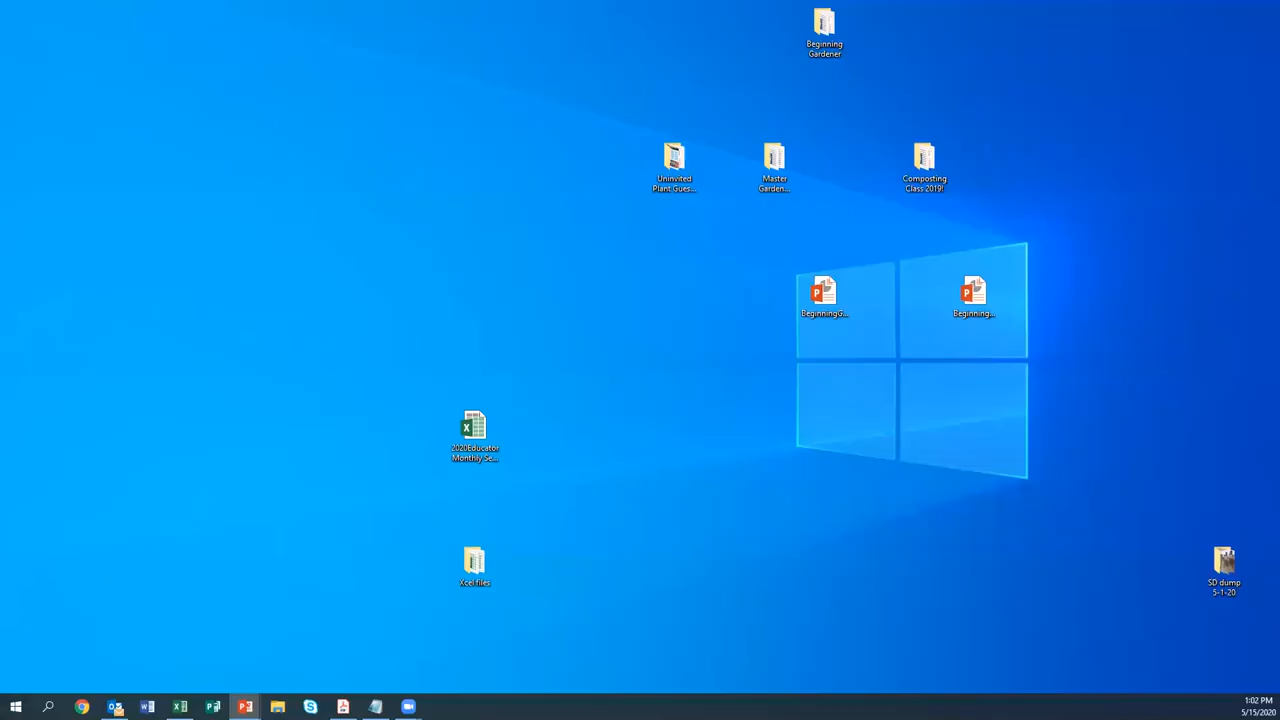 Beginning
Gardener
Uninvited
Plant Gues...
Master
Garden...
Composting
Class 2019!
BeginningG...
Beginning...
2020Educator
Monthly Se...
Xcel files
SD dump
5-1-20
1:02 PM
5/15/2020